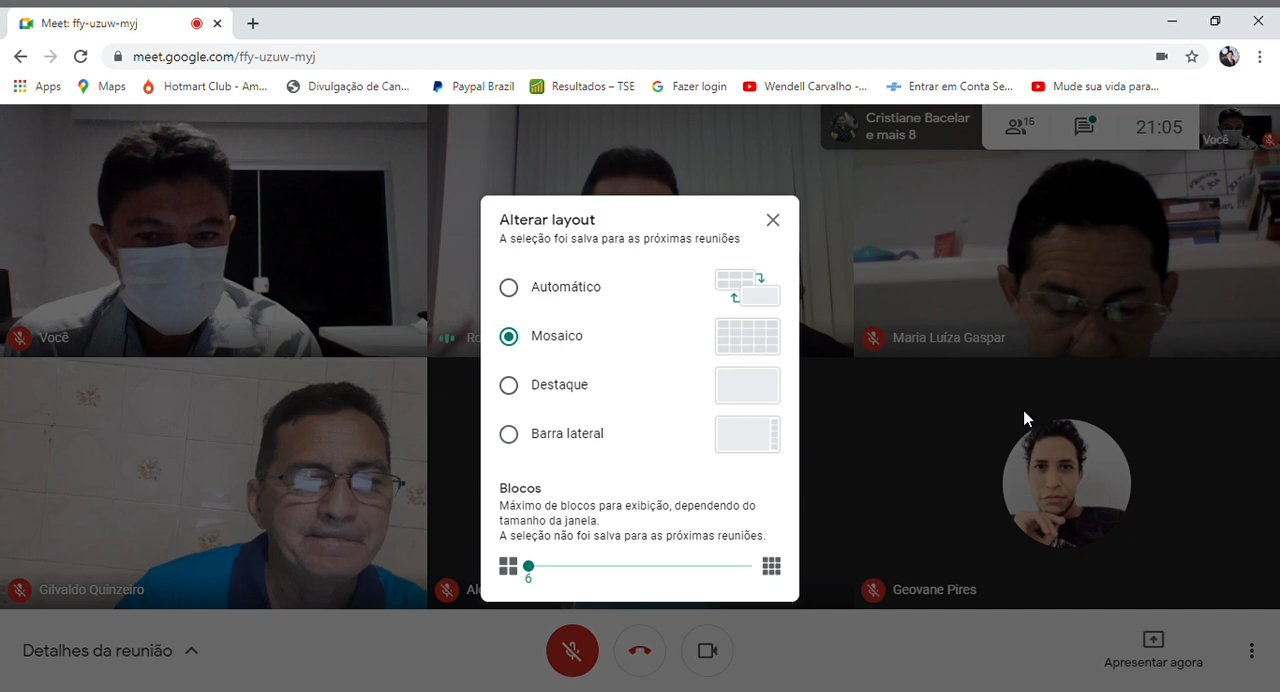 Meet: ffy-uzuw-myj
meet.google.com/ffy-uzuw-myj
Apps
Maps
Hotmart Club - Am...
Divulgação de Can...
Paypal Brazil
Resultados – TSE
Fazer login
Wendell Carvalho -...
Entrar em Conta Se...
Mude sua vida para...
Cristiane Bacelar
e mais 8
15
21:05
Você
Alterar layout
A seleção foi salva para as próximas reuniões
Automático
Mosaico
Destaque
Barra lateral
Blocos
Máximo de blocos para exibição, dependendo do
tamanho da janela.
A seleção não foi salva para as próximas reuniões.
6
Você
Ro
Maria Luíza Gaspar
Gilvaldo Quinzeiro
Geovane Pires
Detalhes da reunião
Apresentar agora